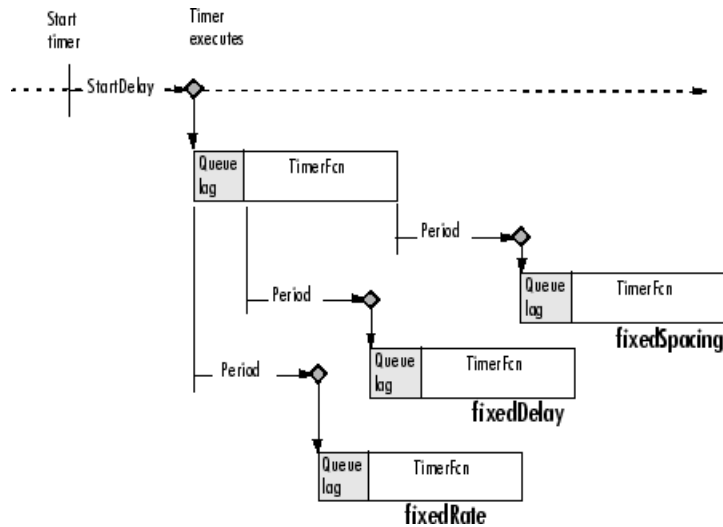 Start
timer
Timer
executes
StartDelay
Queue
lag
TimerFcn
Period
Queue
lag
TimerFcn
fixedSpacing
Period
Queue
lag
TimerFcn
fixedDelay
Period
Queue
lag
TimerFcn
fixedRate